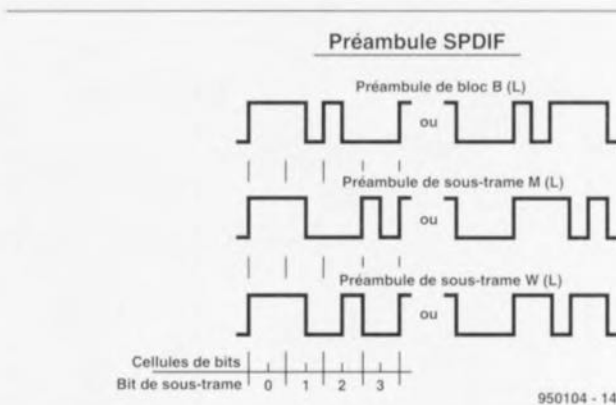 Préambule SPDIF
Préambule de bloc B (L)
ou
Préambule de sous-trame M (L)
ou
Préambule de sous-trame W (L)
ou
Cellules de bits
Bit de sous-trame 0 1 2 3
950104 - 14